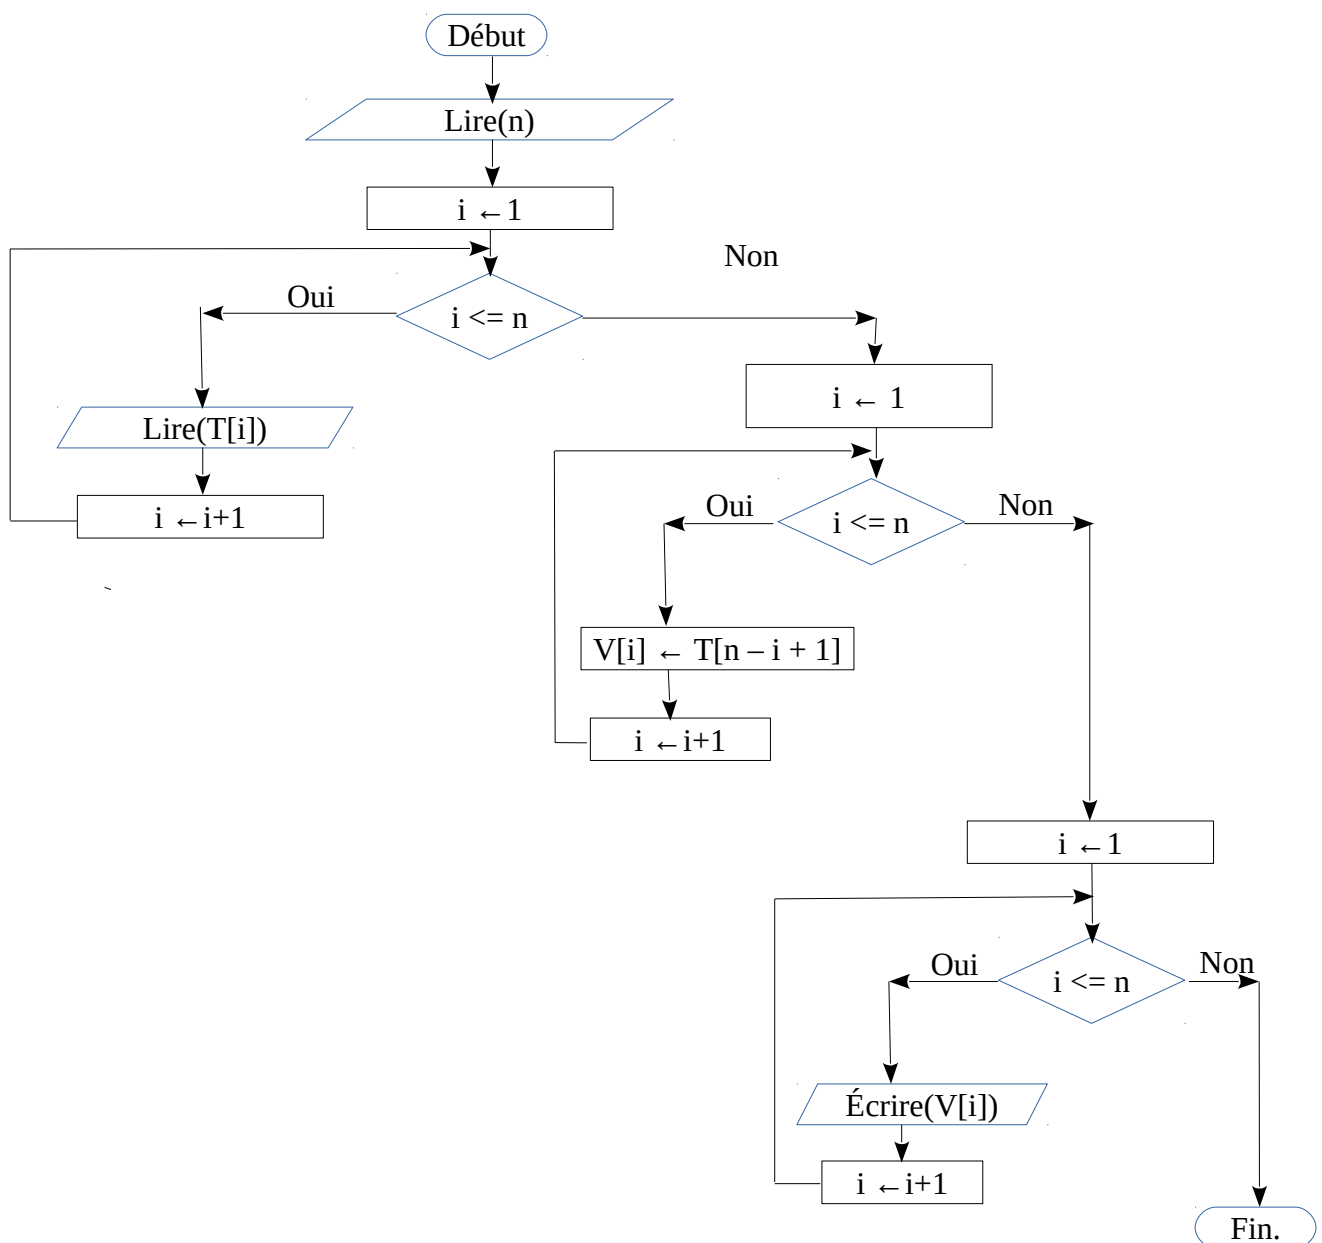 Début
Lire(n)
i ←1
Non
Oui
i <= n
i ← 1
Lire(T[i])
i ←i+1
Oui
i <= n
Non
V[i] ← T[n – i + 1]
i ←i+1
i ←1
Oui
i <= n
Non
Écrire(V[i])
i ←i+1
Fin.